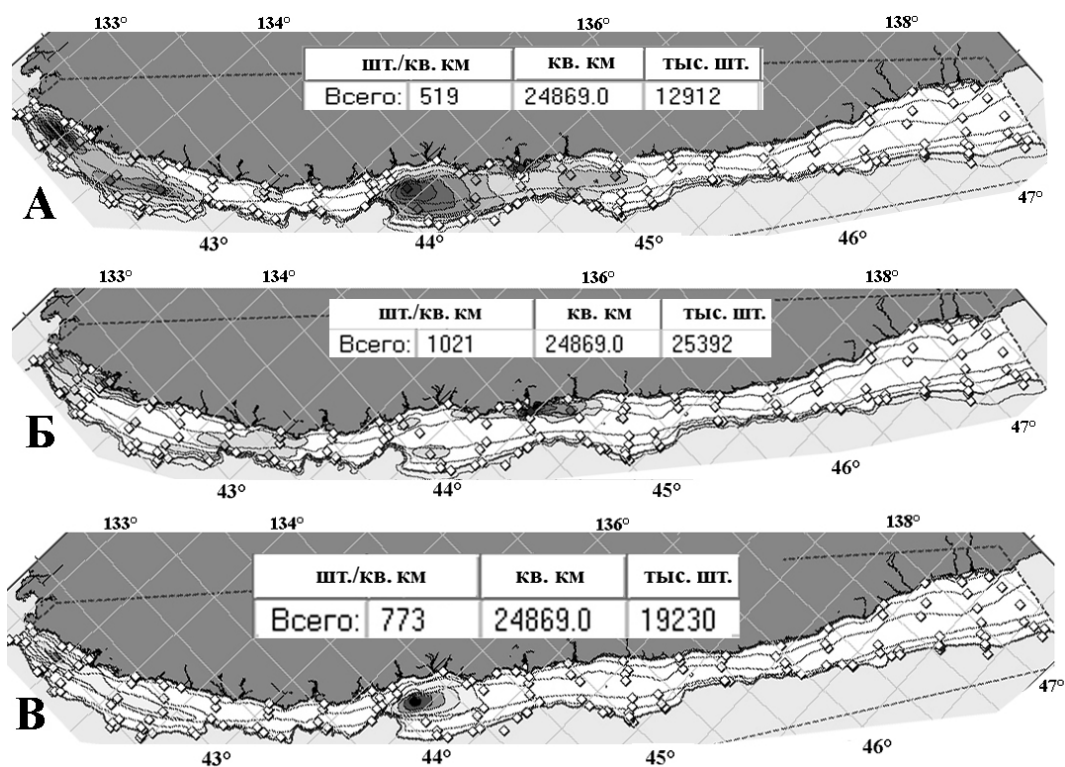 133° 134° 136° 138°
шт./кв. км кв. км тыс. шт.
Всего: 519 24869.0 12912
А
47°
43° 44° 45° 46°
133° 134° 136° 138°
шт./кв. км кв. км тыс. шт.
Всего: 1021 24869.0 25392
Б
47°
43° 44° 45° 46°
133° 134° 136° 138°
шт./кв. км кв. км тыс. шт.
Всего: 773 24869.0 19230
47°
В
43° 44° 45° 46°